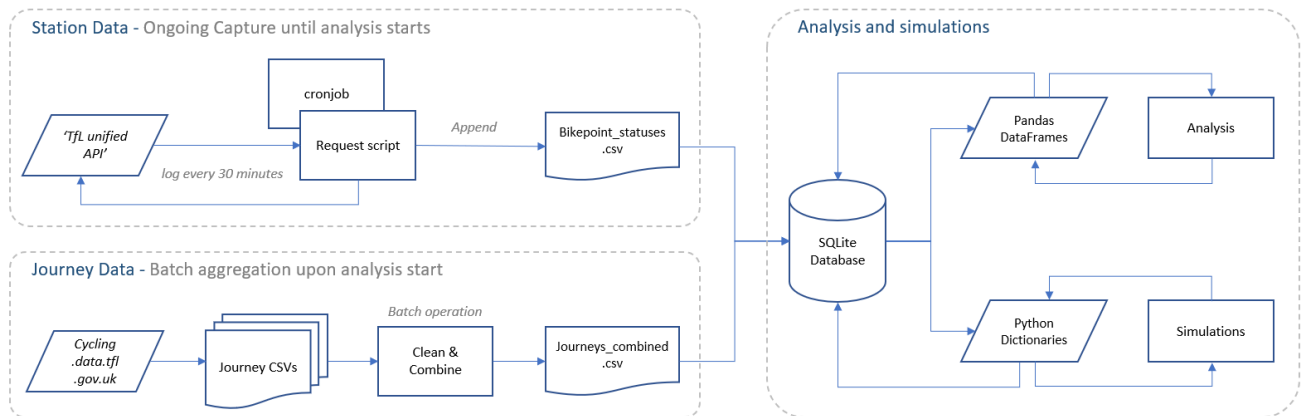 Station Data - Ongoing Capture until analysis starts
cronjob
'TfL unified
API'
log every 30 minutes
Request script
Append
Bikepoint_statuses
.csv
Journey Data - Batch aggregation upon analysis start
Cycling
.data.tfl
.gov.uk
Journey CSVs
Batch operation
Clean &
Combine
Journeys_combined
.csv
Analysis and simulations
SQLite
Database
Pandas
DataFrames
Analysis
Python
Dictionaries
Simulations